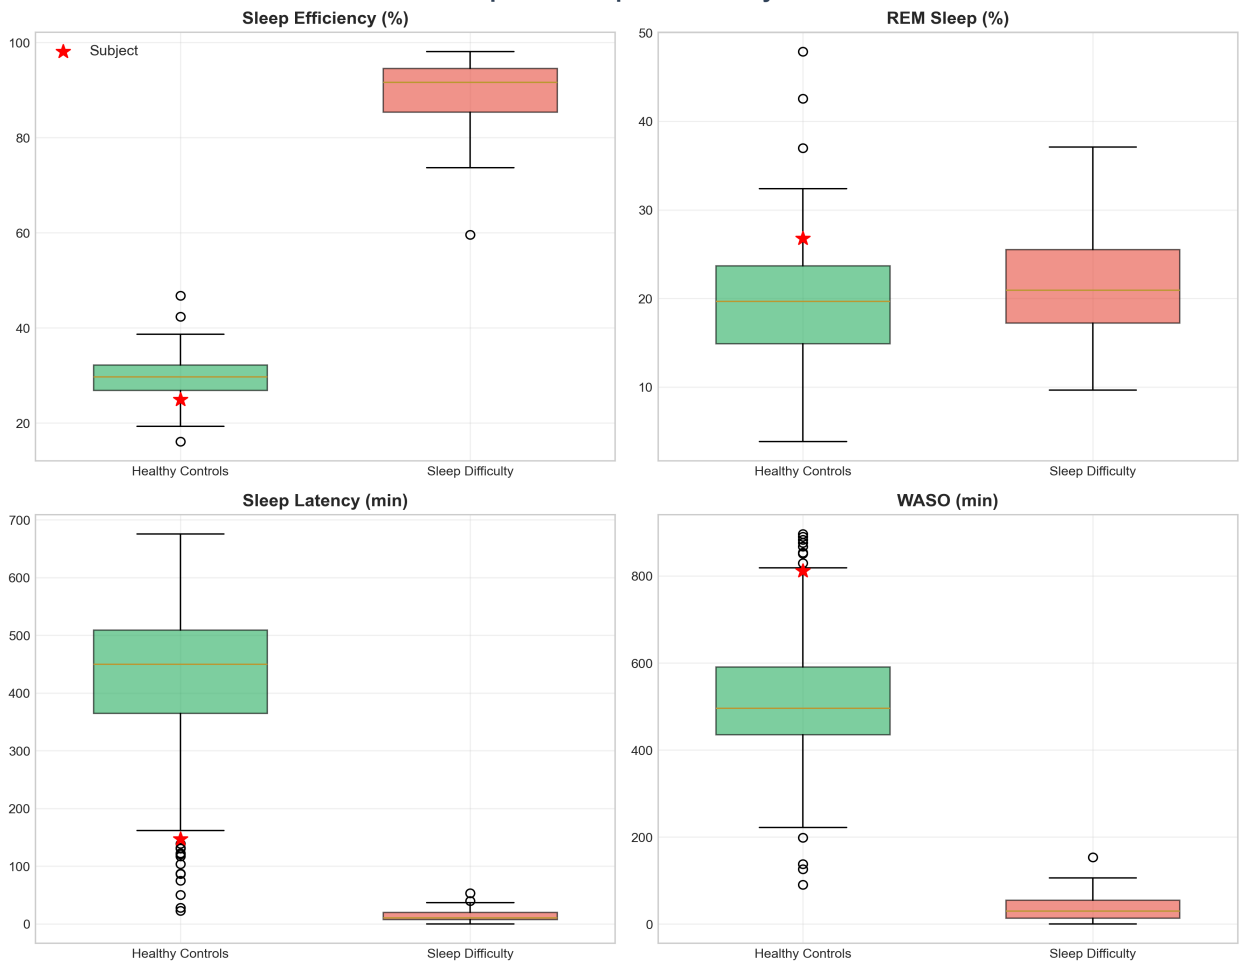 Sleep Efficiency (%)
100
80
60
40
20
Subject
Healthy Controls
Sleep Difficulty
REM Sleep (%)
50
40
30
20
10
Healthy Controls
Sleep Difficulty
Sleep Latency (min)
700
600
500
400
300
200
100
0
Healthy Controls
Sleep Difficulty
WASO (min)
800
600
400
200
0
Healthy Controls
Sleep Difficulty